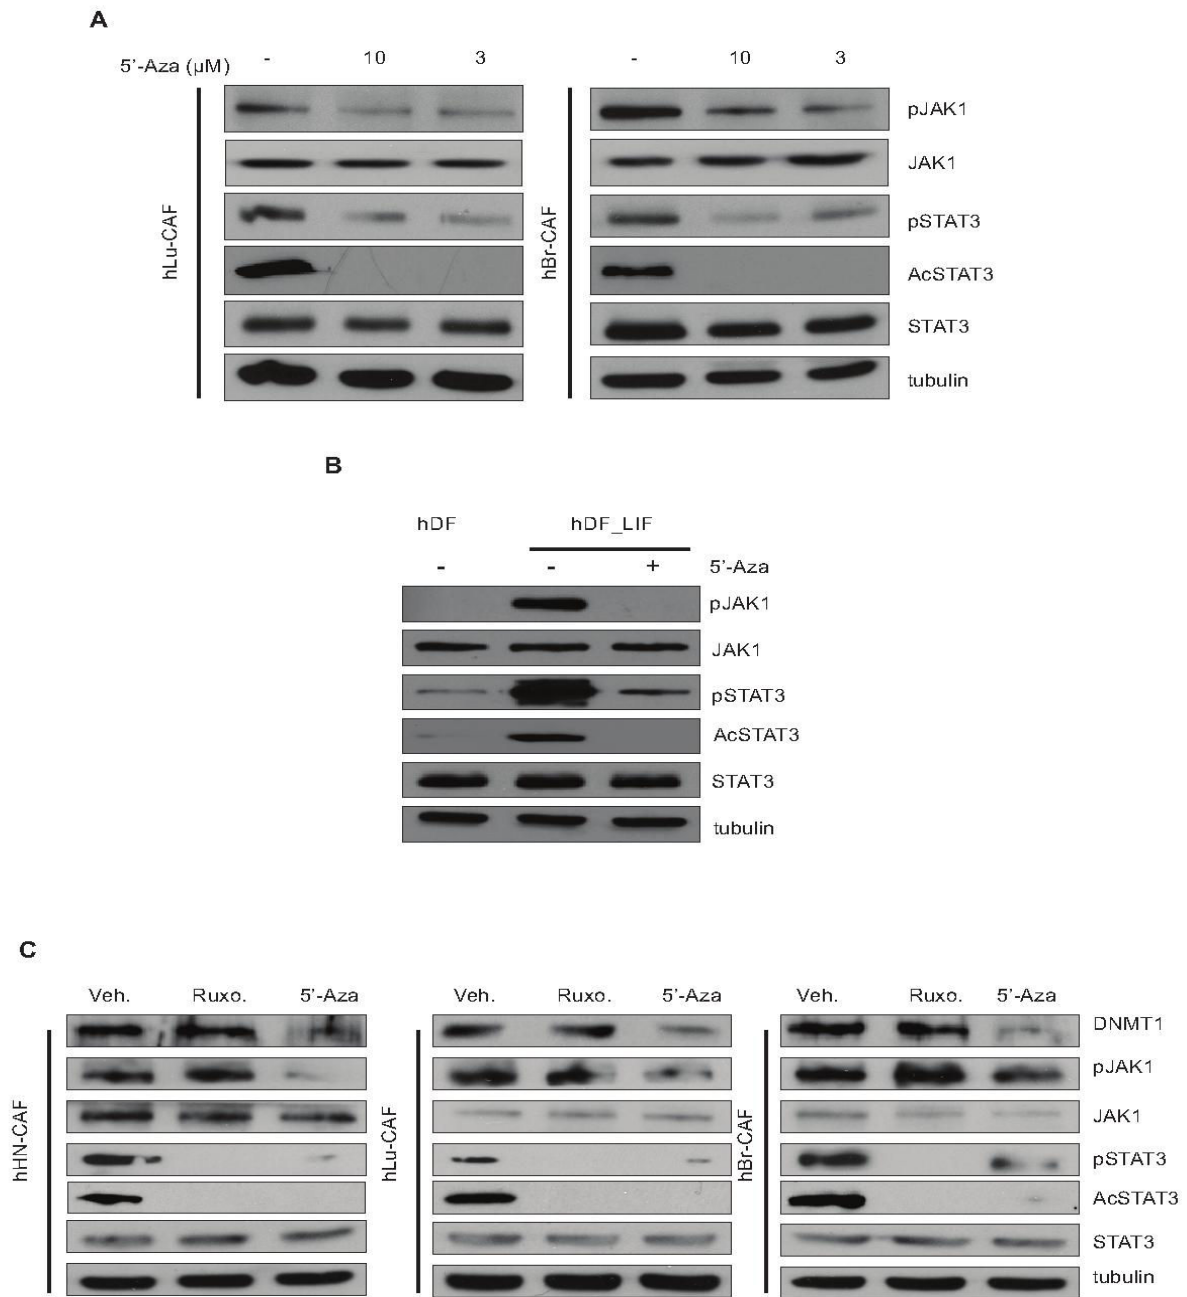 A
5'-Aza (µM) - 10 3 - 10 3
hLu-CAF
hBr-CAF
pJAK1
JAK1
pSTAT3
AcSTAT3
STAT3
tubulin
B
hDF hDF_LIF
- - + 5'-Aza
pJAK1
JAK1
pSTAT3
AcSTAT3
STAT3
tubulin
C
Veh. Ruxo. 5'-Aza Veh. Ruxo. 5'-Aza Veh. Ruxo. 5'-Aza
hHN-CAF
hLu-CAF
hBr-CAF
DNMT1
pJAK1
JAK1
pSTAT3
AcSTAT3
STAT3
tubulin